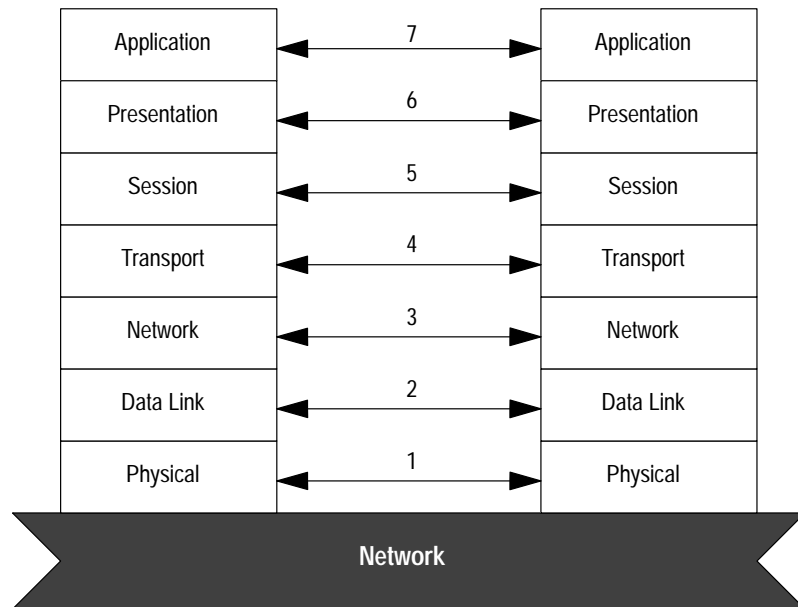 Application 7 Application
Presentation 6 Presentation
Session 5 Session
Transport 4 Transport
Network 3 Network
Data Link 2 Data Link
Physical 1 Physical
Network